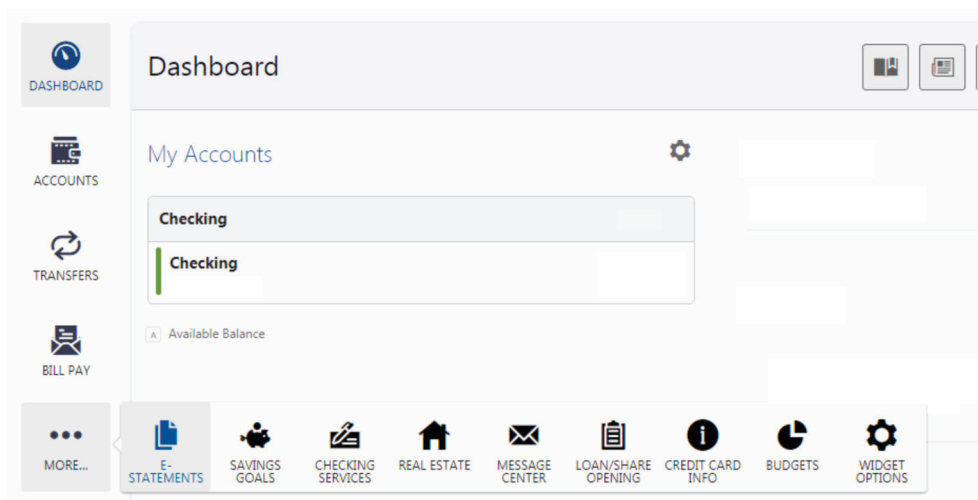 DASHBOARD
Dashboard
ACCOUNTS
My Accounts
Checking
Checking
TRANSFERS
A Available Balance
BILL PAY
MORE...
E-
STATEMENTS
SAVINGS
GOALS
CHECKING
SERVICES
REAL ESTATE
MESSAGE
CENTER
LOAN/SHARE
OPENING
CREDIT CARD
INFO
BUDGETS
WIDGET
OPTIONS